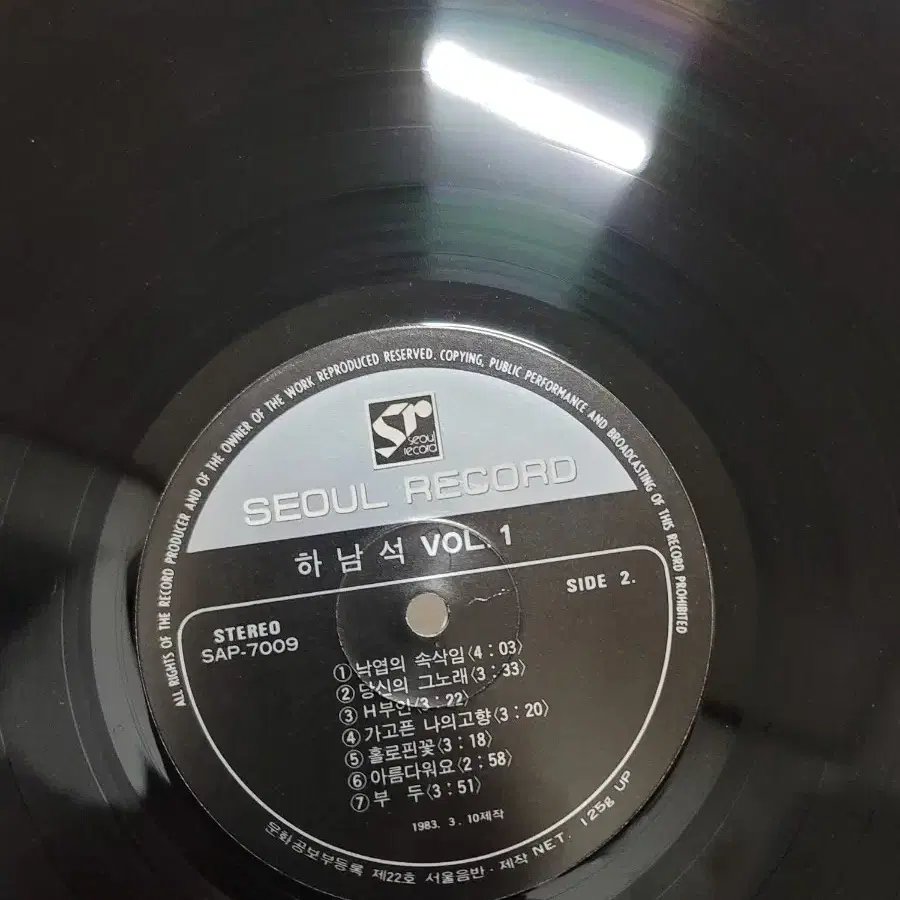 ALL RIGHTS OF THE RECORD PRODUCER AND OF THE OWNER OF THE WORK REPRODUCED RESERVED. COPYING, PUBLIC PERFORMANCE AND BROADCASTING OF THIS RECORD PROHIBITED
Sr
seoul
record
SEOUL RECORD
하남석 VOL. 1
SIDE 2.
STEREO
SAP-7009
① 낙엽의 속삭임 〈4 : 03〉
② 당신의 그노래 〈3 : 33〉
③ H부인 〈3 : 22〉
④ 가고픈 나의고향 〈3 : 20〉
⑤ 홀로핀꽃 〈3 : 18〉
⑥ 아름다워요 〈2 : 58〉
⑦ 부 두 〈3 : 51〉
1983. 3. 10제작
문화공보부등록 제22호 서울음반 · 제작 NET. 125g UP